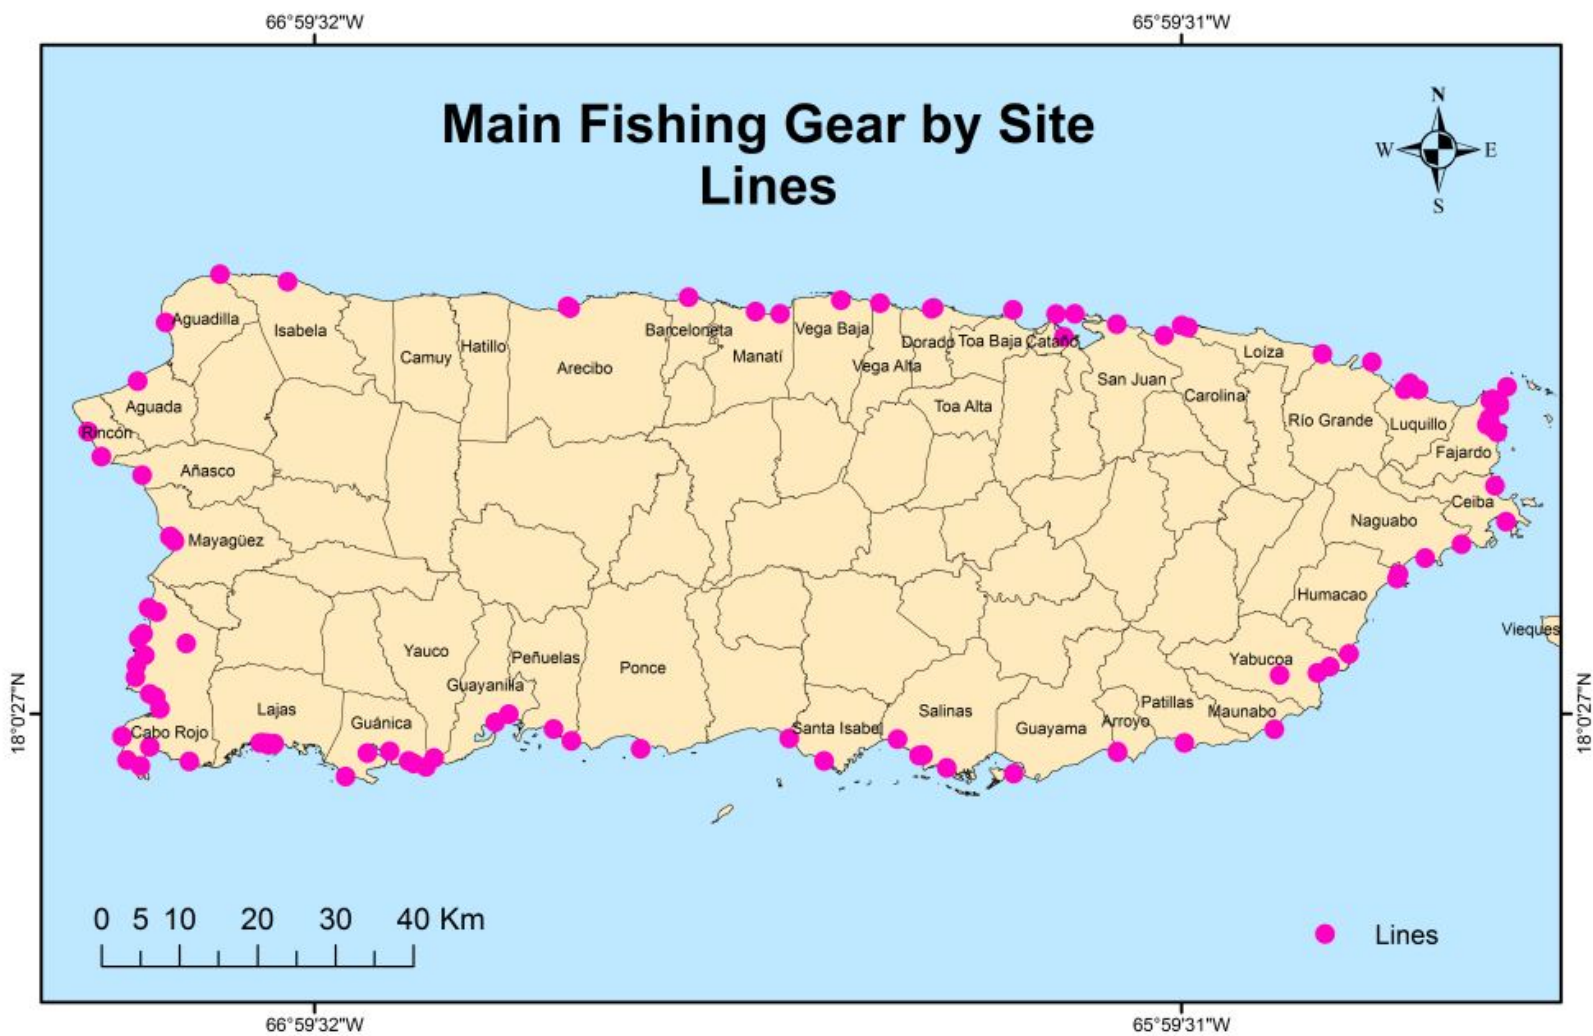 66°59'32"W 65°59'31"W
Main Fishing Gear by Site
Lines
N
W E
S
Aguadilla
Isabela
Camuy
Hatillo
Arecibo
Barceloneta
Manatí
Vega Baja
Vega Alta
Dorado
Toa Baja
Cataño
Toa Alta
San Juan
Carolina
Loíza
Río Grande
Luquillo
Fajardo
Ceiba
Naguabo
Humacao
Vieques
Aguada
Rincón
Añasco
Mayagüez
Yauco
Guayanilla
Peñuelas
Ponce
Yabucoa
Cabo Rojo
Lajas
Guánica
Santa Isabel
Salinas
Guayama
Arroyo
Patillas
Maunabo
18°0'27"N
18°0'27"N
0 5 10 20 30 40 Km
Lines
66°59'32"W 65°59'31"W